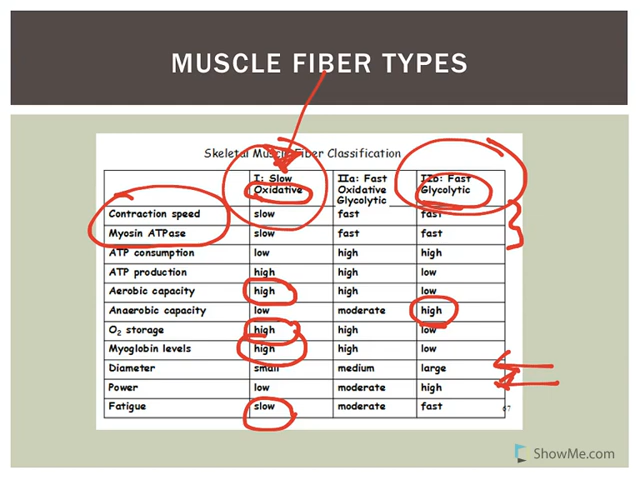 MUSCLE FIBER TYPES
Skeletal Muscle Fiber Classification
I: Slow Oxidative IIa: Fast Oxidative Glycolytic IIb: Fast Glycolytic
Contraction speed slow fast fast
Myosin ATPase slow fast fast
ATP consumption low high high
ATP production high high low
Aerobic capacity high high low
Anaerobic capacity low moderate high
O₂ storage high high low
Myoglobin levels high high low
Diameter small medium large
Power low moderate high
Fatigue slow moderate fast
67
ShowMe.com